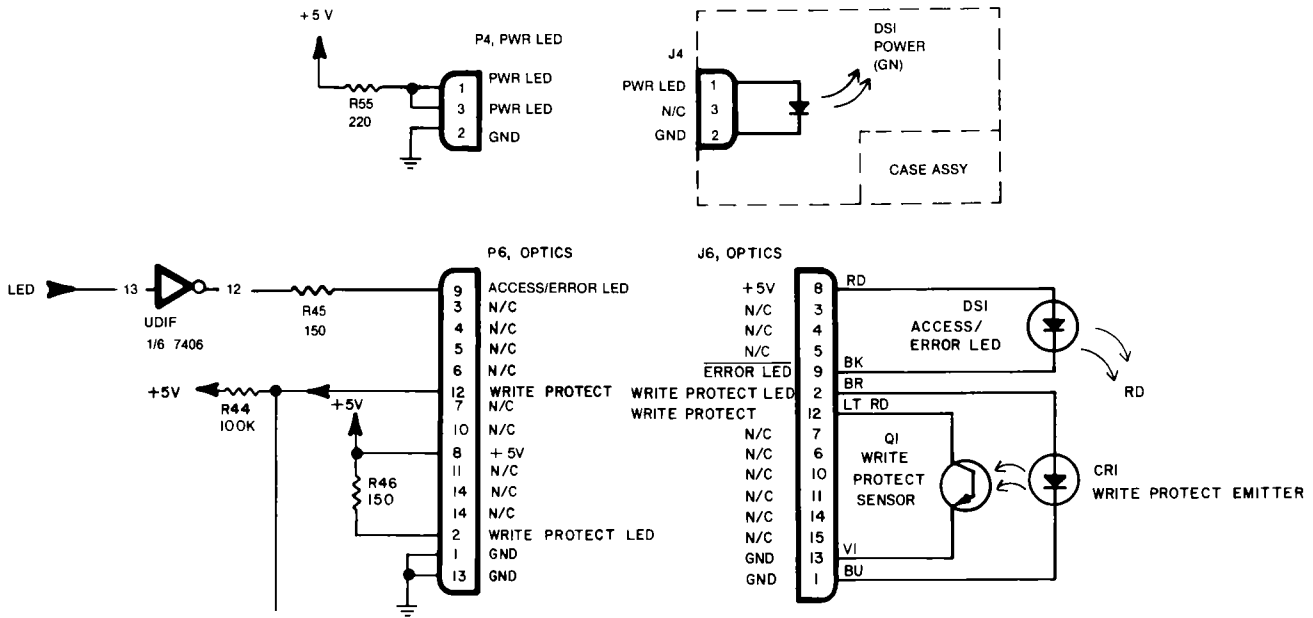 +5 V
P4, PWR LED
R55
220
1 PWR LED
3 PWR LED
2 GND
J4
PWR LED 1
N/C 3
GND 2
DSI
POWER
(GN)
CASE ASSY
LED
13
12
UDIF
1/6 7406
R45
150
+5V
R44
100K
+5V
R46
150
P6, OPTICS
9 ACCESS/ERROR LED
3 N/C
4 N/C
5 N/C
6 N/C
12 WRITE PROTECT
7 N/C
10 N/C
8 + 5V
11 N/C
14 N/C
14 N/C
2 WRITE PROTECT LED
1 GND
13 GND
J6, OPTICS
+5V 8 RD
N/C 3
N/C 4
N/C 5
ERROR LED 9 BK
WRITE PROTECT LED 2 BR
WRITE PROTECT 12 LT RD
N/C 7
N/C 6
N/C 10
N/C 11
N/C 14
N/C 15
GND 13 VI
GND 1 BU
DSI
ACCESS/
ERROR LED
RD
Q1
WRITE
PROTECT
SENSOR
CR1
WRITE PROTECT EMITTER